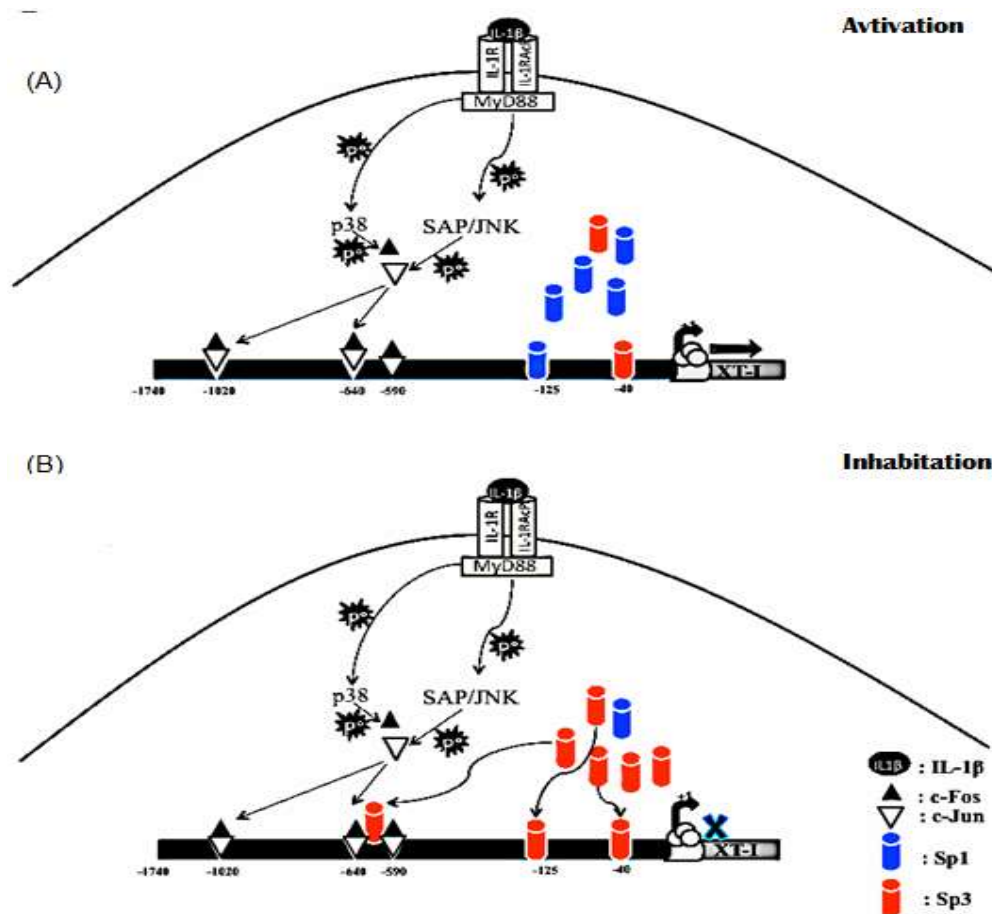 Avtivation
(A)
IL-1β
IL-1R
IL-1RAcP
MyD88
p°
p°
p38
SAP/JNK
p°
p°
+1
XT-I
-1740
-1020
-640
-590
-125
-40
(B)
Inhabitation
IL-1β
IL-1R
IL-1RAcP
MyD88
p°
p°
p38
SAP/JNK
p°
p°
+1
X
XT-I
-1740
-1020
-640
-590
-125
-40
IL1β : IL-1β
: c-Fos
: c-Jun
: Sp1
: Sp3